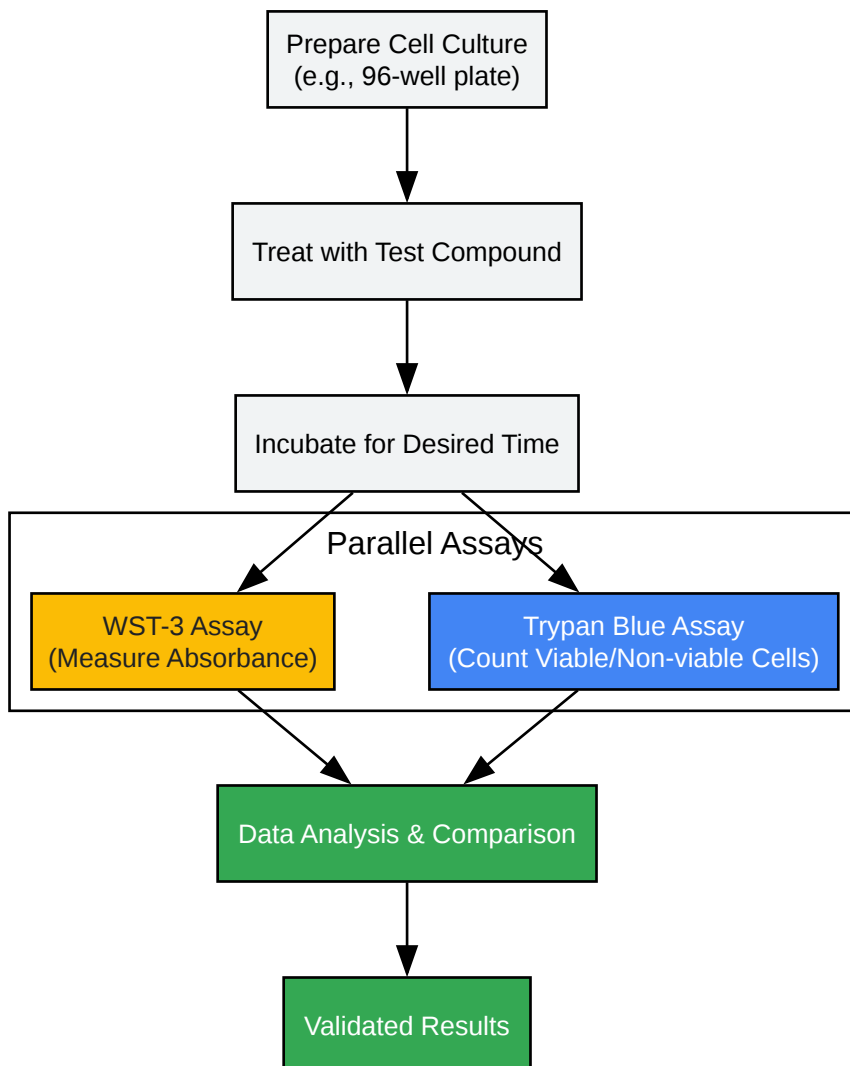 Prepare Cell Culture
(e.g., 96-well plate)
Treat with Test Compound
Incubate for Desired Time
Parallel Assays
WST-3 Assay
(Measure Absorbance)
Trypan Blue Assay
(Count Viable/Non-viable Cells)
Data Analysis & Comparison
Validated Results